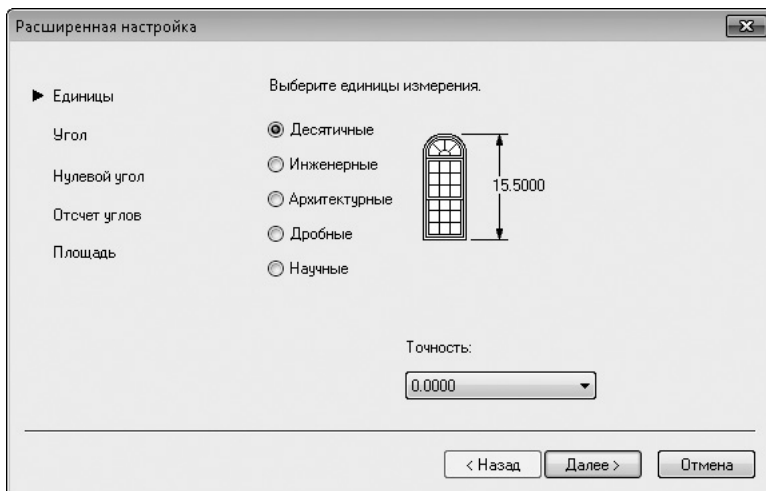 Расширенная настройка
Единицы
Угол
Нулевой угол
Отсчет углов
Площадь
Выберите единицы измерения.
Десятичные
Инженерные
Архитектурные
Дробные
Научные
15.5000
Точность:
0.0000
< Назад
Далее >
Отмена